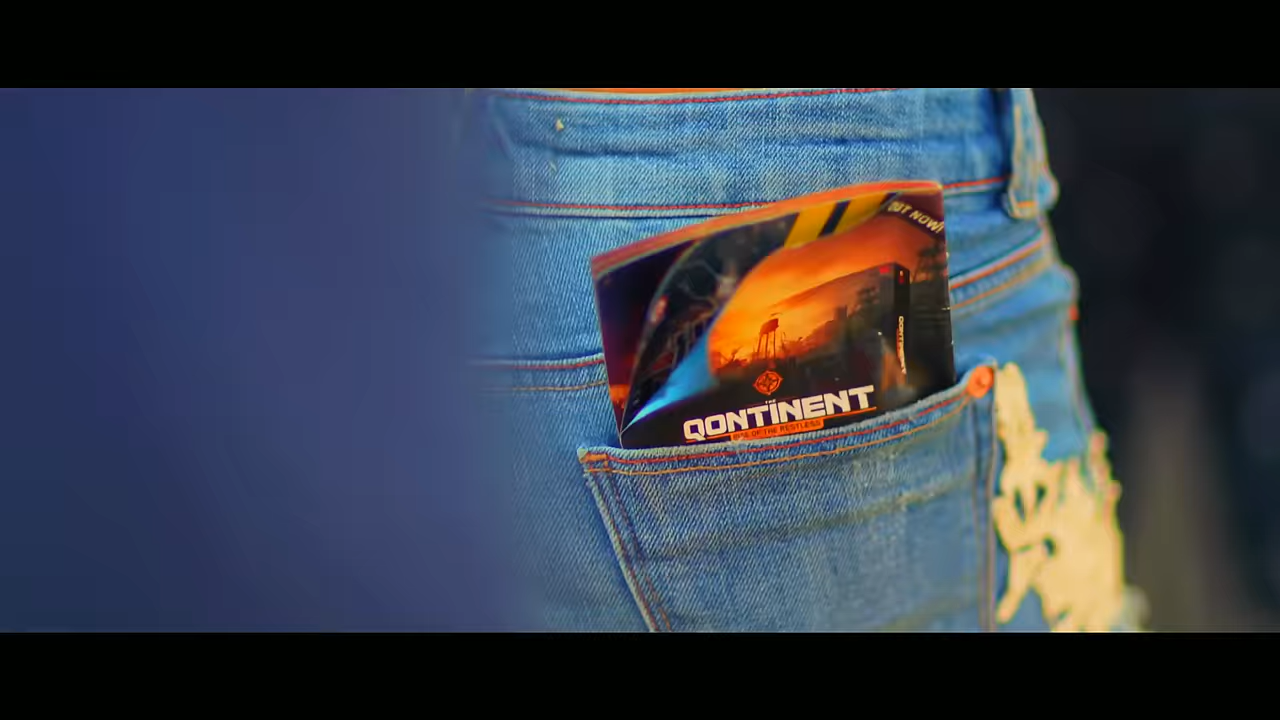 OUT NOW!
THE
QONTINENT
RISE OF THE RESTLESS